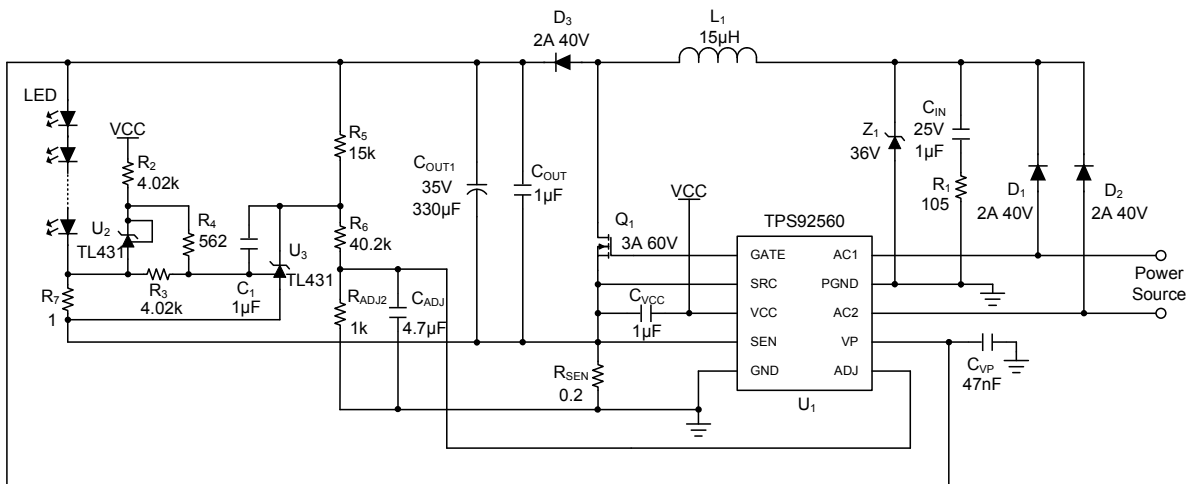 D3
2A 40V
L1
15µH
LED
VCC
R2
4.02k
U2
TL431
R4
562
R3
4.02k
C1
1µF
U3
TL431
R7
1
R5
15k
R6
40.2k
RADJ2
1k
CADJ
4.7µF
COUT1
35V
330µF
COUT
1µF
Q1
3A 60V
VCC
CVCC
1µF
RSEN
0.2
Z1
36V
CIN
25V
1µF
R1
105
D1
2A 40V
D2
2A 40V
TPS92560
GATE
AC1
SRC
PGND
VCC
AC2
SEN
VP
GND
ADJ
U1
Power
Source
CVP
47nF